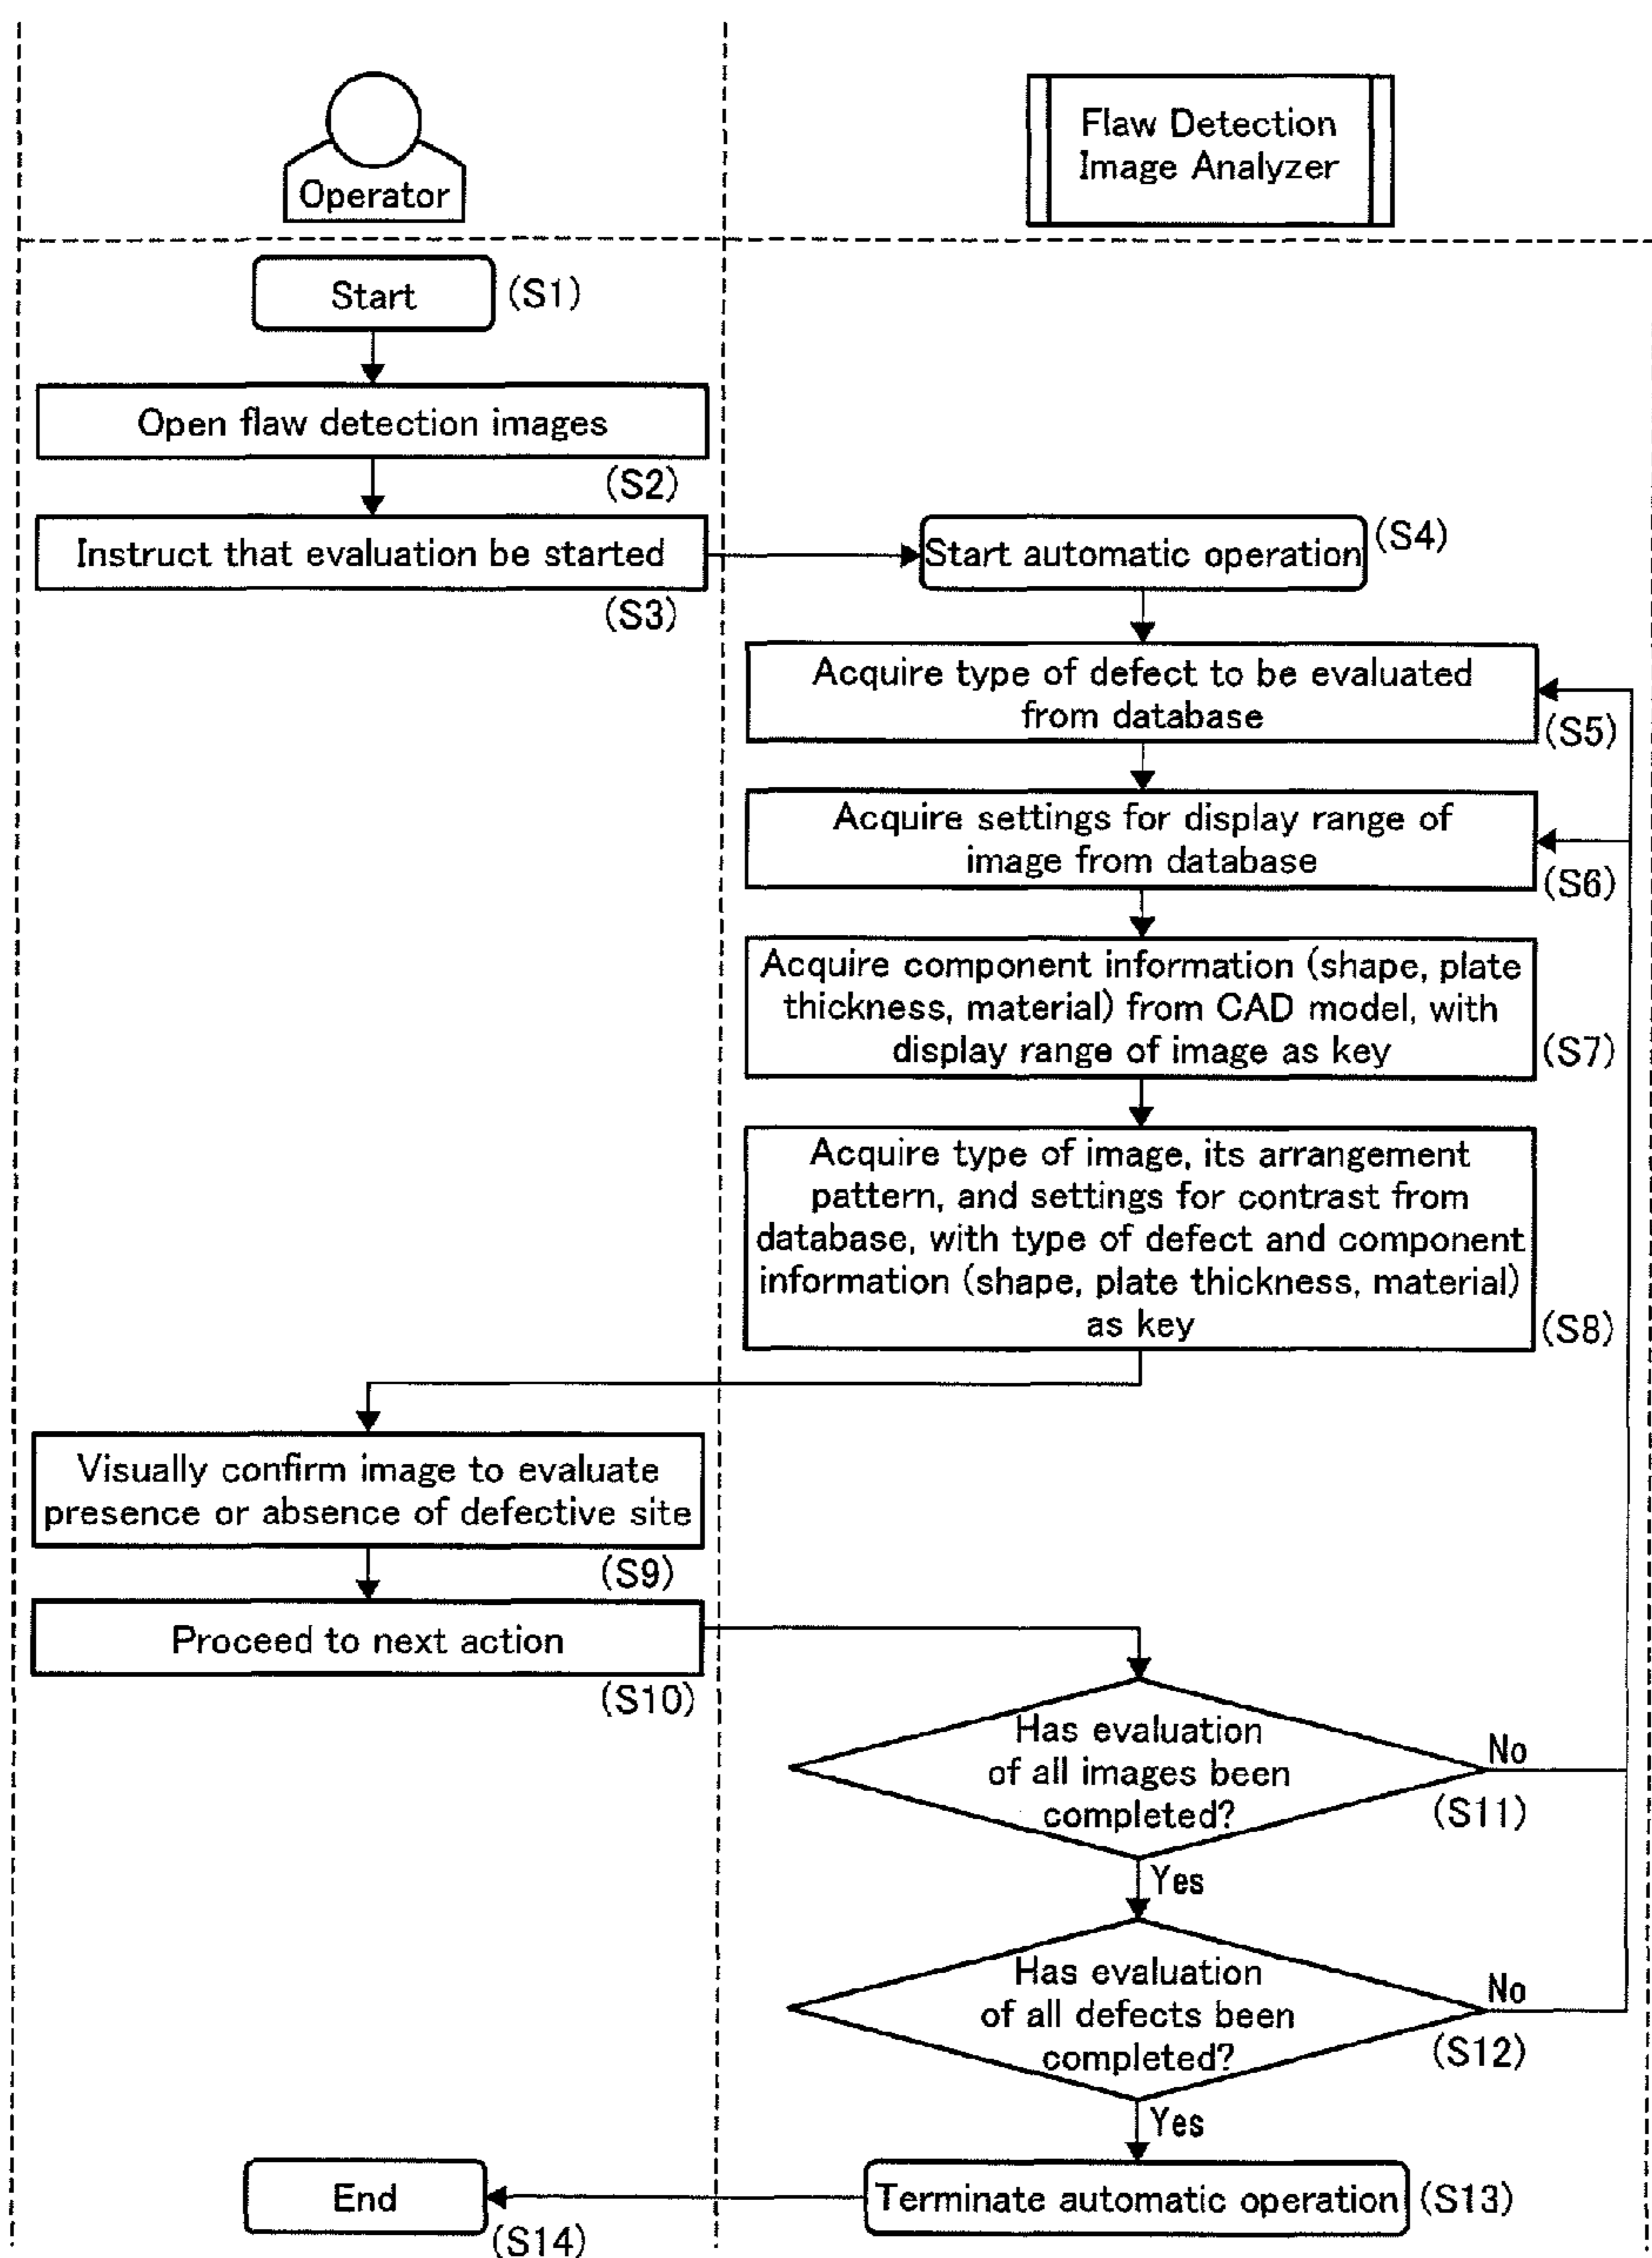 Operator
Flaw Detection
Image Analyzer
Start
(S1)
Open flaw detection images
(S2)
Instruct that evaluation be started
(S3)
Start automatic operation
(S4)
Acquire type of defect to be evaluated
from database
(S5)
Acquire settings for display range of
image from database
(S6)
Acquire component information (shape, plate
thickness, material) from CAD model, with
display range of image as key
(S7)
Acquire type of image, its arrangement
pattern, and settings for contrast from
database, with type of defect and component
information (shape, plate thickness, material)
as key
(S8)
Visually confirm image to evaluate
presence or absence of defective site
(S9)
Proceed to next action
(S10)
Has evaluation
of all images been
completed?
No
(S11)
Yes
Has evaluation
of all defects been
completed?
No
(S12)
Yes
Terminate automatic operation
(S13)
End
(S14)